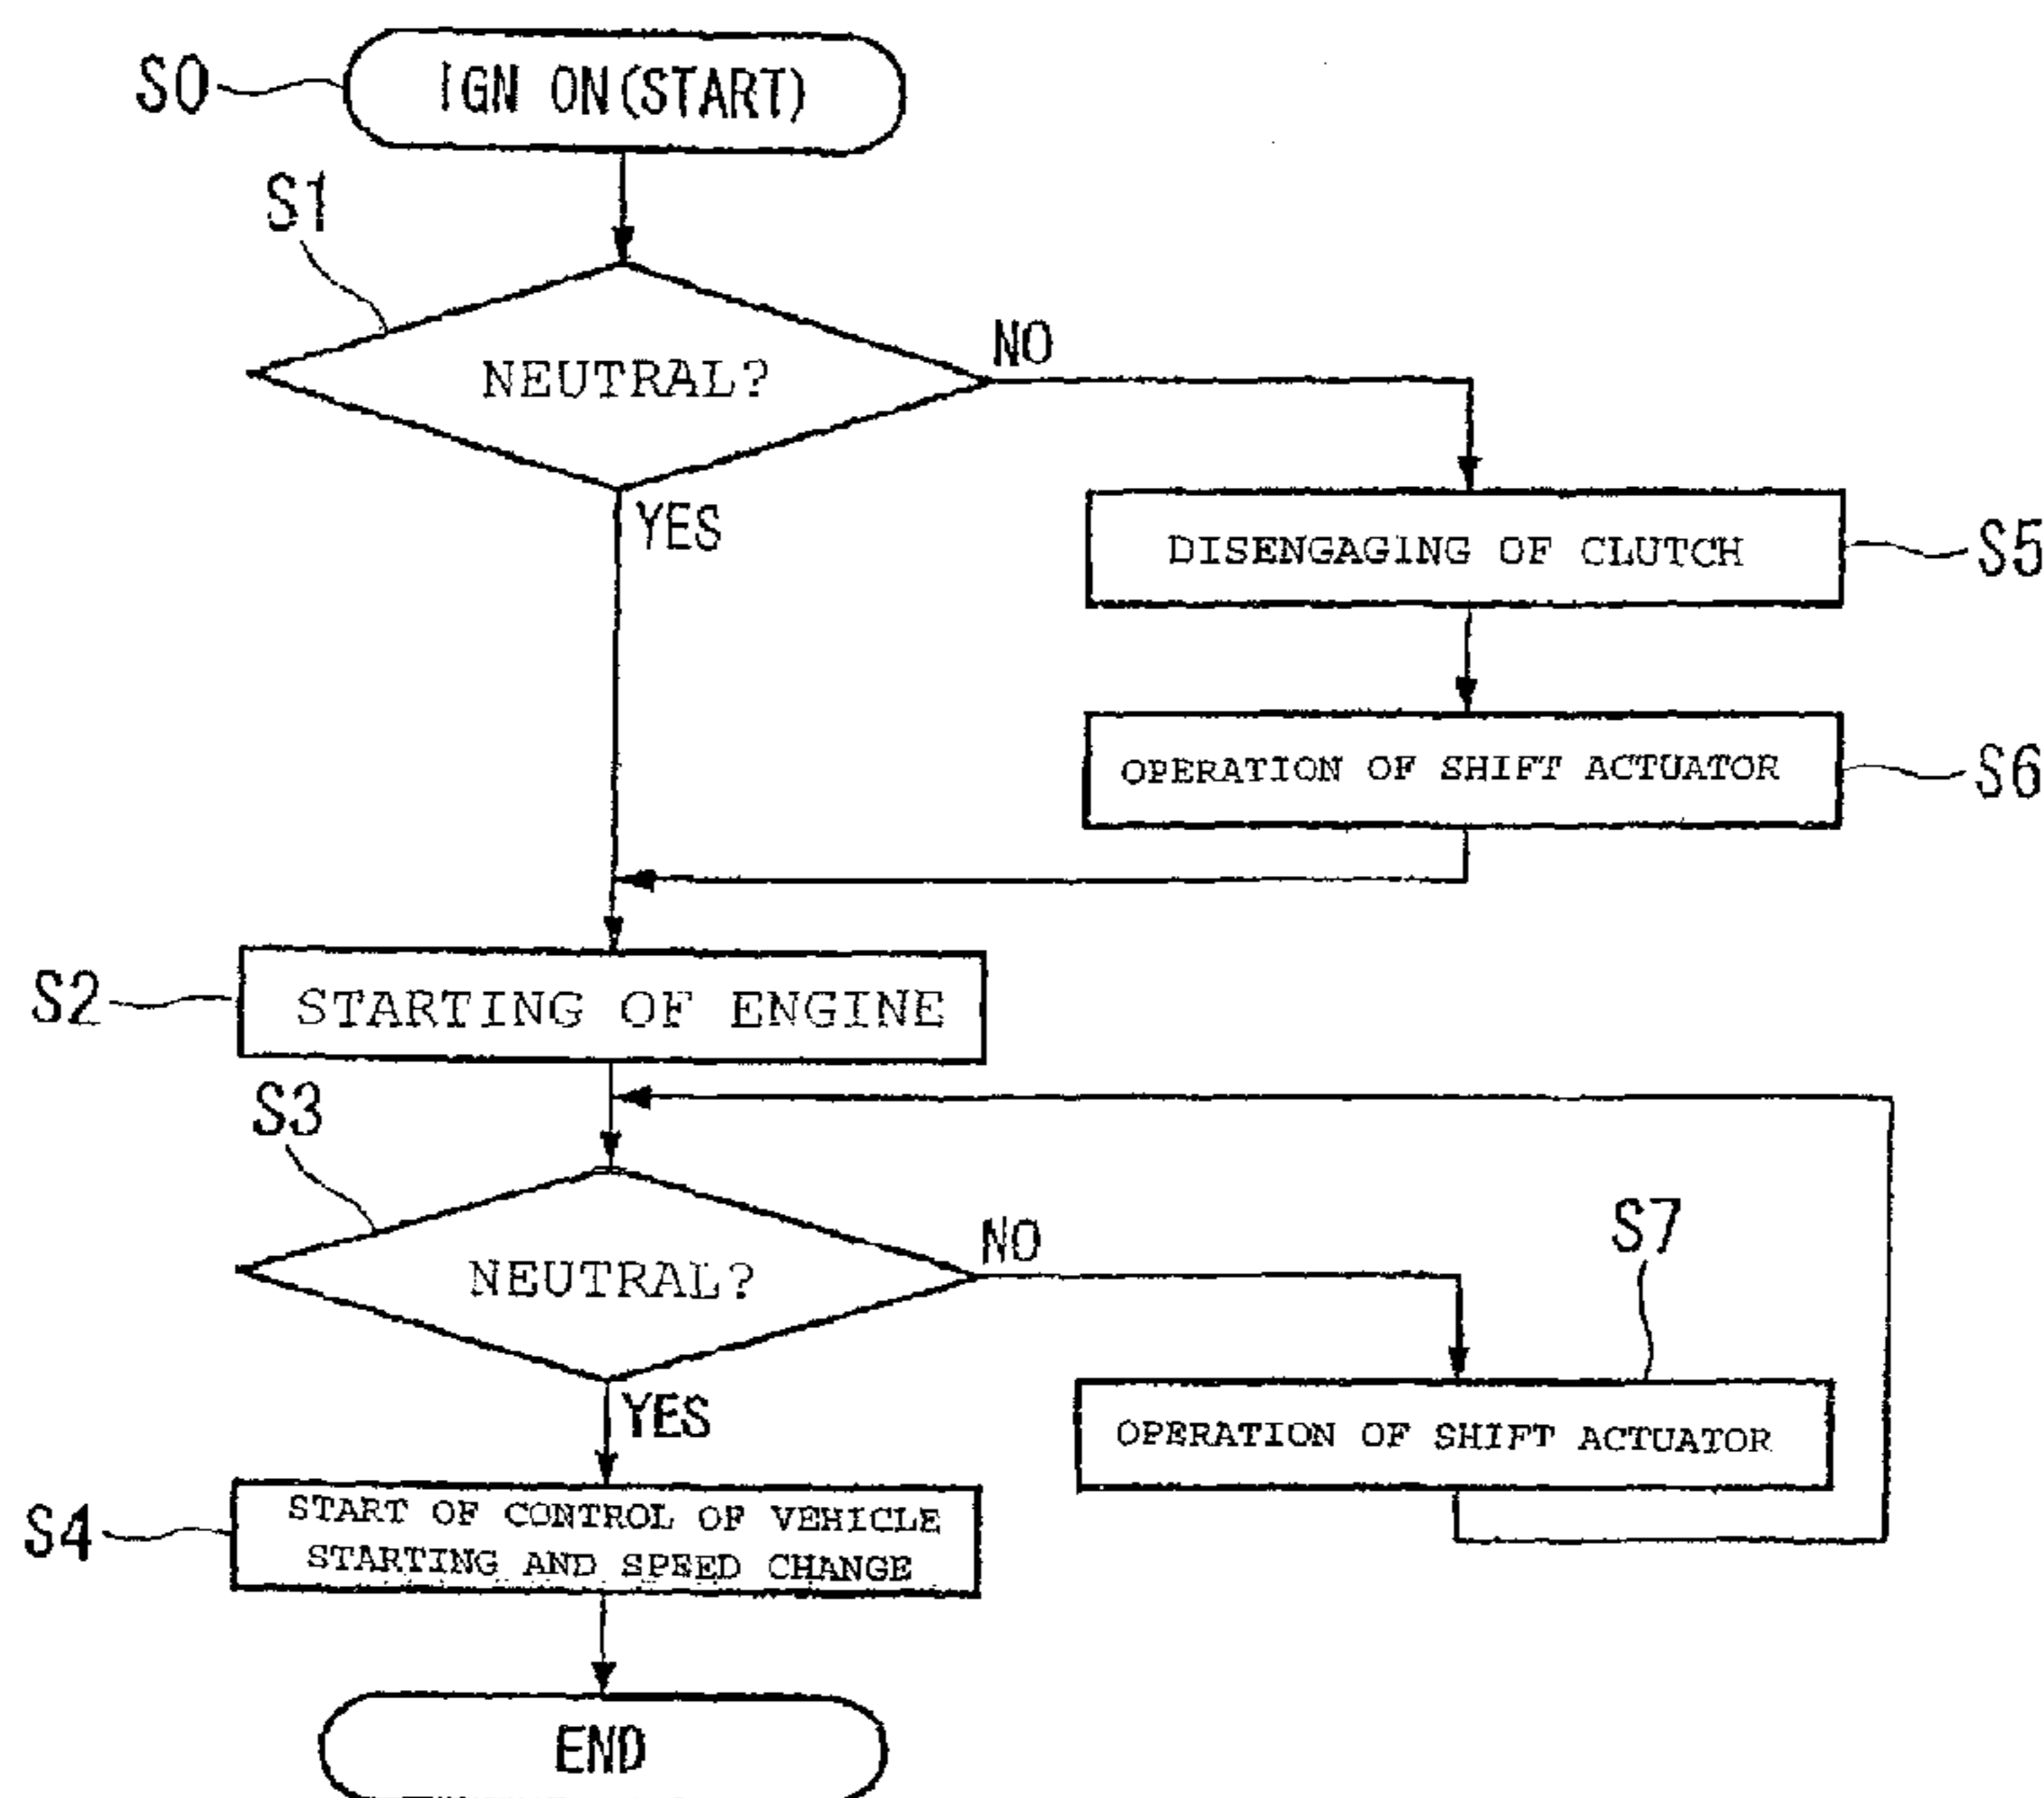 S0
IGN ON(START)
S1
NEUTRAL?
NO
YES
DISENGAGING OF CLUTCH
S5
OPERATION OF SHIFT ACTUATOR
S6
S2
STARTING OF ENGINE
S3
NEUTRAL?
NO
S7
YES
OPERATION OF SHIFT ACTUATOR
S4
START OF CONTROL OF VEHICLE
STARTING AND SPEED CHANGE
END